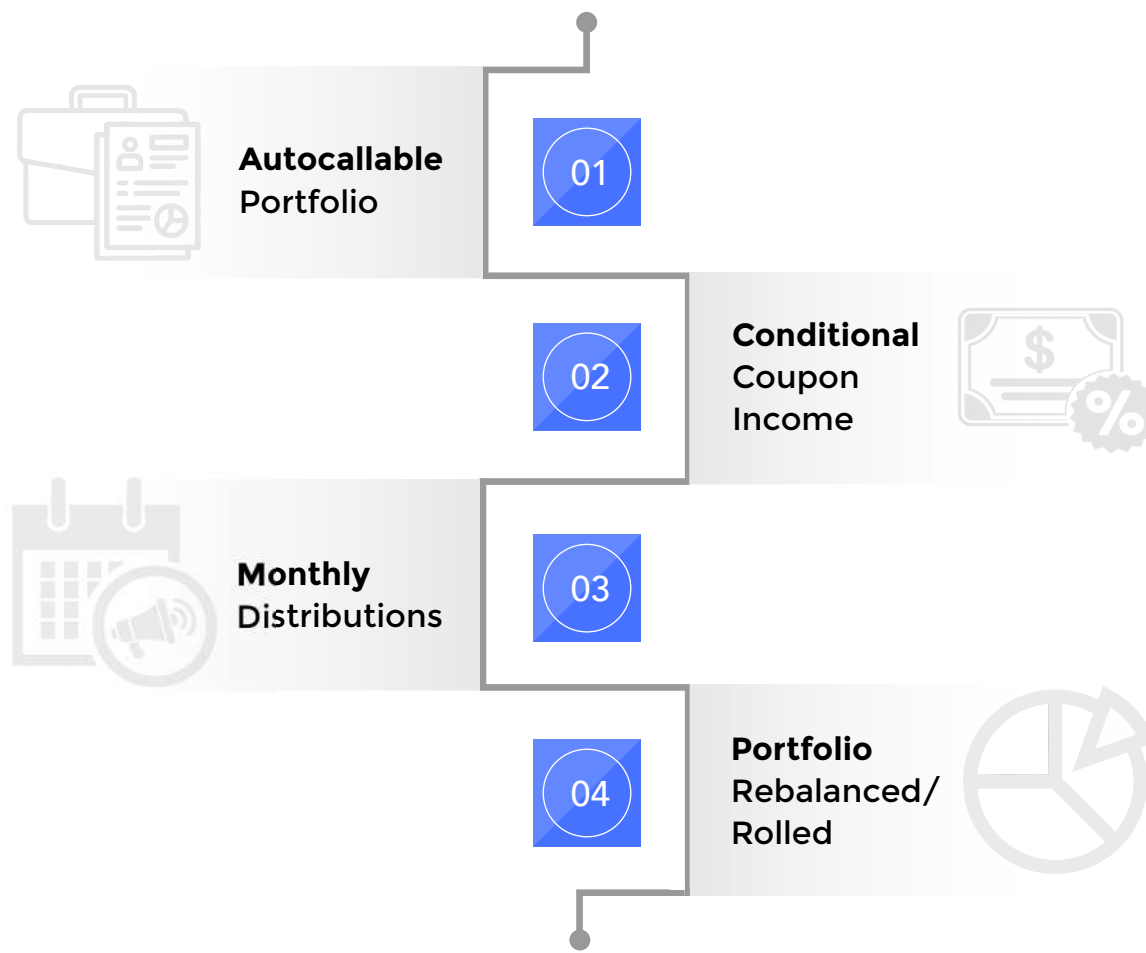 Autocallable
Portfolio
01
02
Conditional
Coupon
Income
$
%
Monthly
Distributions
03
04
Portfolio
Rebalanced/
Rolled